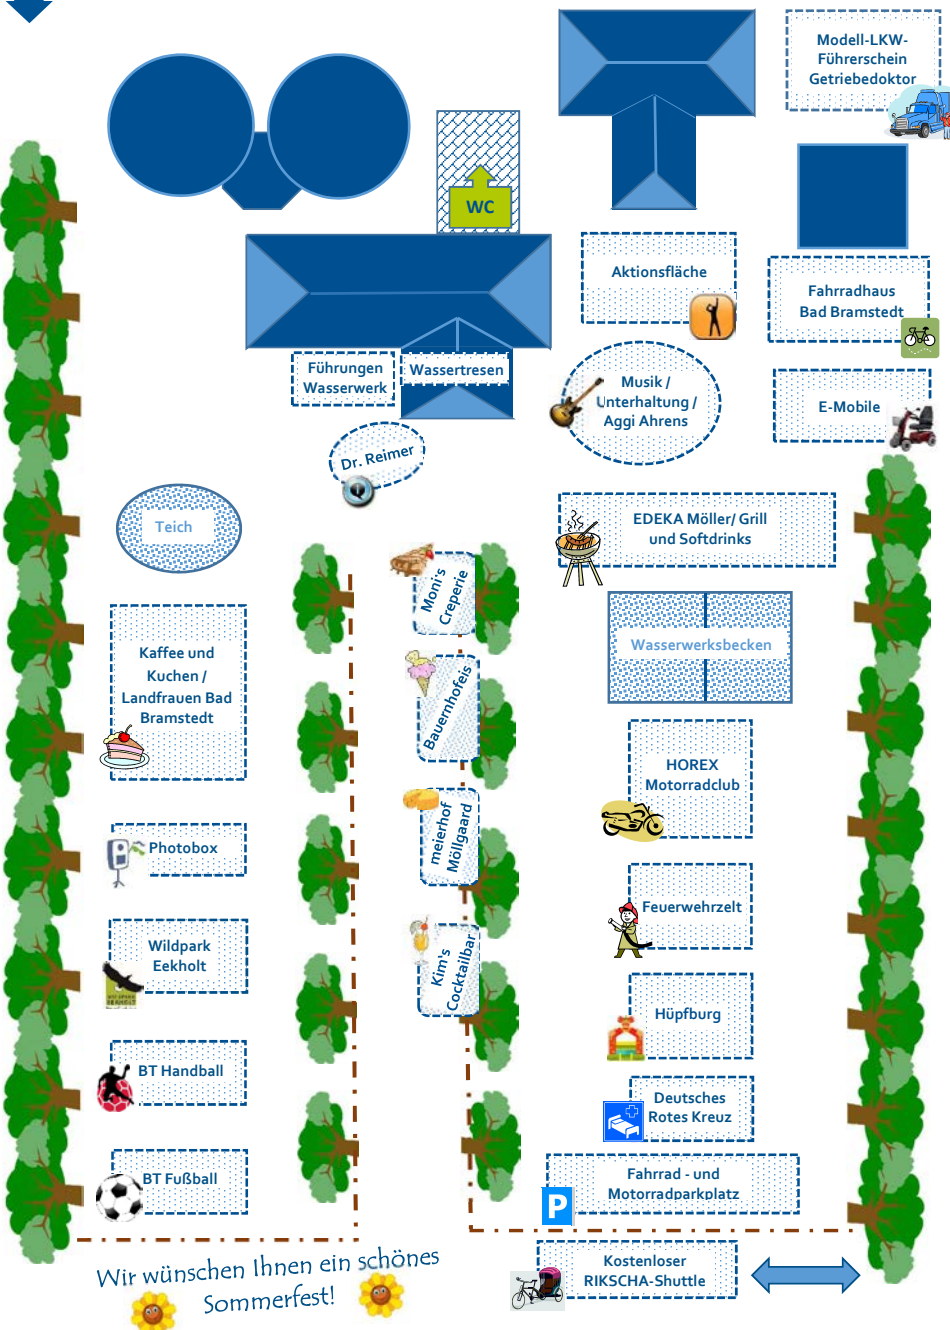 Modell-LKW-
Führerschein
Getriebedoktor
WC
Aktionsfläche
Fahrradhaus
Bad Bramstedt
Führungen
Wasserwerk
Wassertresen
Musik /
Unterhaltung /
Aggi Ahrens
E-Mobile
Dr. Reimer
Teich
EDEKA Möller/ Grill
und Softdrinks
Moni's
Creperie
Kaffee und
Kuchen /
Landfrauen Bad
Bramstedt
Wasserwerksbecken
Bauernhofeis
HOREX
Motorradclub
meierhof
Möllgaard
Photobox
Feuerwehrzelt
Wildpark
Eekholt
Kim's
Cocktailbar
Hüpfburg
BT Handball
Deutsches
Rotes Kreuz
BT Fußball
Fahrrad - und
Motorradparkplatz
P
Kostenloser
RIKSCHA-Shuttle
Wir wünschen Ihnen ein schönes
Sommerfest!